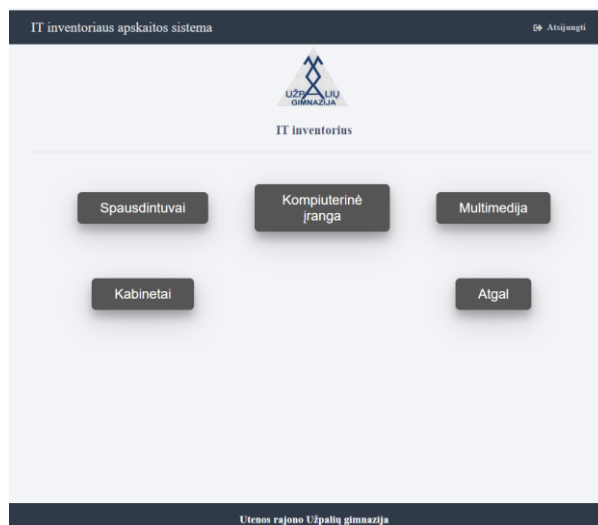 IT inventoriaus apskaitos sistema
Atsijungti
UŽPALIŲ
GIMNAZIJA
IT inventorius
Spausdintuvai
Kompiuterinė
įranga
Multimedija
Kabinetai
Atgal
Utenos rajono Užpalių gimnazija